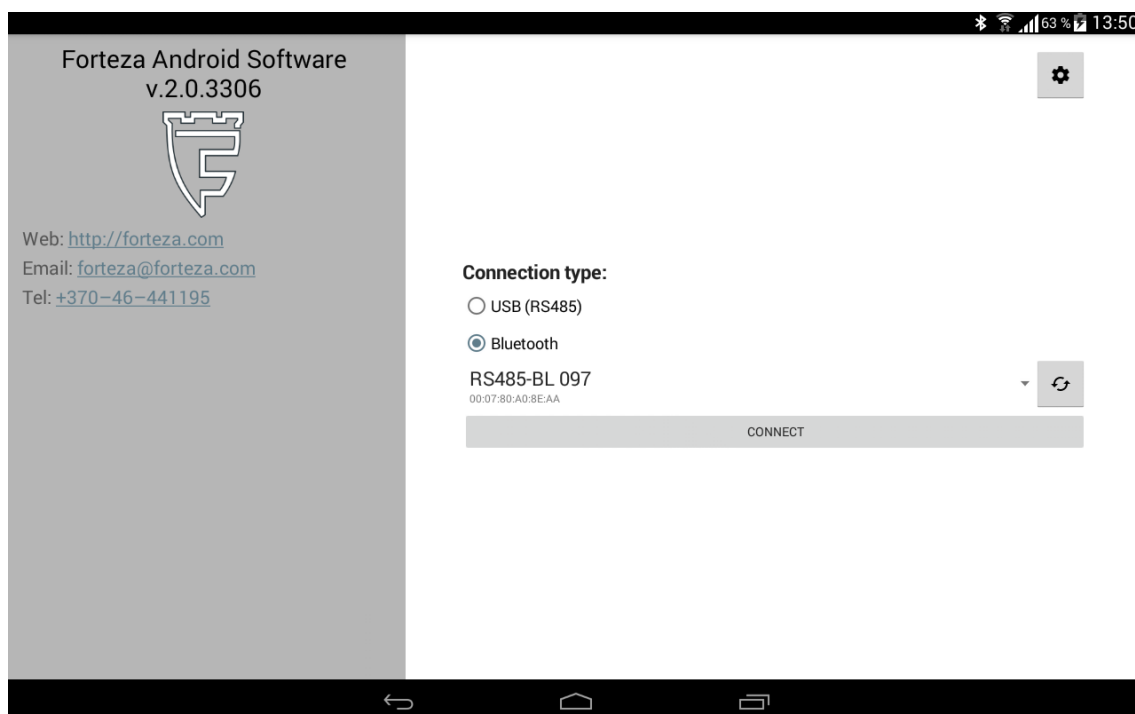 63 % 13:50
Forteza Android Software
v.2.0.3306
Web: http://forteza.com
Email: forteza@forteza.com
Tel: +370-46-441195
Connection type:
USB (RS485)
Bluetooth
RS485-BL 097
00:07:80:A0:8E:AA
CONNECT